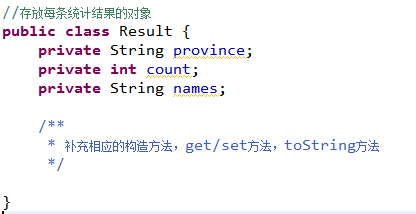 //存放每条统计结果的对象
public class Result {
    private String province;
    private int count;
    private String names;
    /**
     * 补充相应的构造方法，get/set方法，toString方法
     */
}